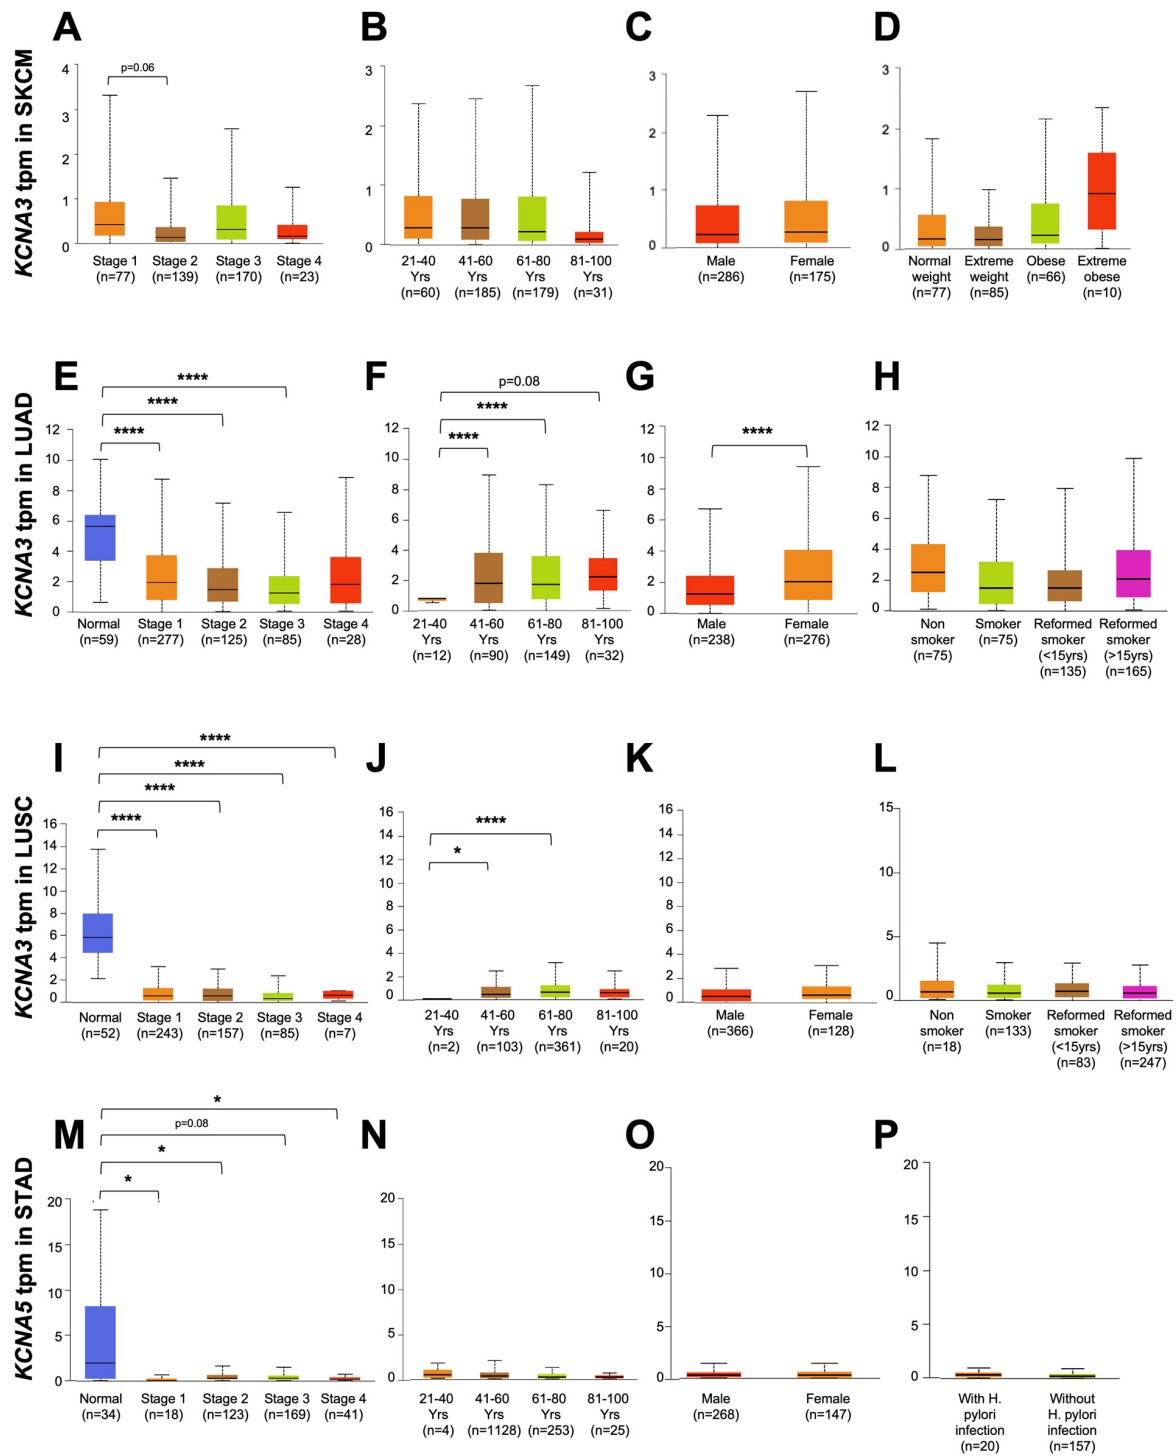 A
B
C
D
KCNA3 tpm in SKCM
p=0.06
4
3
2
1
0
Stage 1
(n=77)
Stage 2
(n=139)
Stage 3
(n=170)
Stage 4
(n=23)
3
2
1
0
21-40
Yrs
(n=60)
41-60
Yrs
(n=185)
61-80
Yrs
(n=179)
81-100
Yrs
(n=31)
3
2
1
0
Male
(n=286)
Female
(n=175)
3
2
1
0
Normal
weight
(n=77)
Extreme
weight
(n=85)
Obese
(n=66)
Extreme
obese
(n=10)
E
F
G
H
KCNA3 tpm in LUAD
****
****
****
12
10
8
6
4
2
0
Normal
(n=59)
Stage 1
(n=277)
Stage 2
(n=125)
Stage 3
(n=85)
Stage 4
(n=28)
p=0.08
****
****
12
10
8
6
4
2
0
21-40
Yrs
(n=12)
41-60
Yrs
(n=90)
61-80
Yrs
(n=149)
81-100
Yrs
(n=32)
****
12
10
8
6
4
2
0
Male
(n=238)
Female
(n=276)
12
10
8
6
4
2
0
Non
smoker
(n=75)
Smoker
(n=75)
Reformed
smoker
(<15yrs)
(n=135)
Reformed
smoker
(>15yrs)
(n=165)
I
J
K
L
KCNA3 tpm in LUSC
****
****
****
****
16
14
12
10
8
6
4
2
0
Normal
(n=52)
Stage 1
(n=243)
Stage 2
(n=157)
Stage 3
(n=85)
Stage 4
(n=7)
****
*
16
14
12
10
8
6
4
2
0
21-40
Yrs
(n=2)
41-60
Yrs
(n=103)
61-80
Yrs
(n=361)
81-100
Yrs
(n=20)
16
14
12
10
8
6
4
2
0
Male
(n=366)
Female
(n=128)
15
10
5
0
Non
smoker
(n=18)
Smoker
(n=133)
Reformed
smoker
(<15yrs)
(n=83)
Reformed
smoker
(>15yrs)
(n=247)
M
N
O
P
KCNA5 tpm in STAD
*
p=0.08
*
*
20
15
10
5
0
Normal
(n=34)
Stage 1
(n=18)
Stage 2
(n=123)
Stage 3
(n=169)
Stage 4
(n=41)
20
15
10
5
0
21-40
Yrs
(n=4)
41-60
Yrs
(n=1128)
61-80
Yrs
(n=253)
81-100
Yrs
(n=25)
20
15
10
5
0
Male
(n=268)
Female
(n=147)
20
15
10
5
0
With H.
pylori
infection
(n=20)
Without
H. pylori
infection
(n=157)